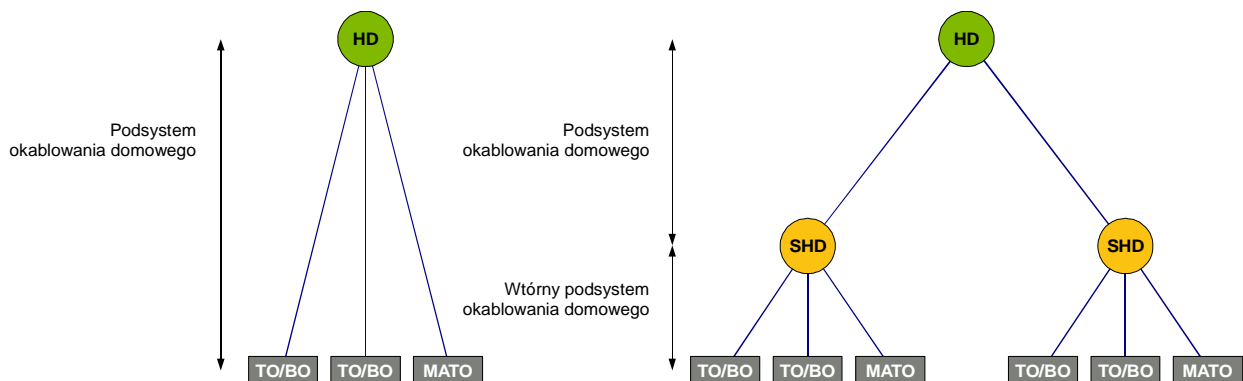 HD
Podsystem
okablowania domowego
TO/BO TO/BO MATO
HD
Podsystem
okablowania domowego
SHD SHD
Wtórny podsystem
okablowania domowego
TO/BO TO/BO MATO TO/BO TO/BO MATO